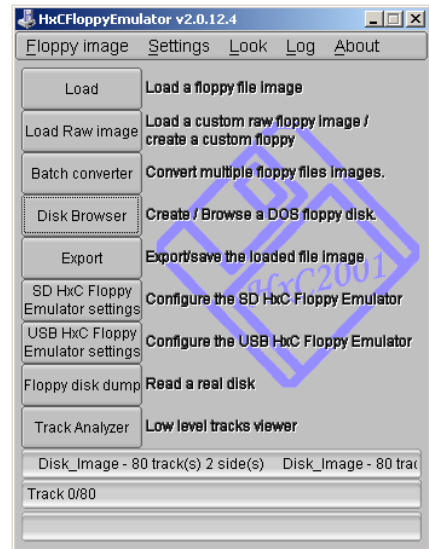 HxCFloppyEmulator v2.0.12.4
Floppy image Settings Look Log About
Load
Load a floppy file image
Load Raw image
Load a custom raw floppy image /
create a custom floppy
Batch converter
Convert multiple floppy files images.
Disk Browser
Create / Browse a DOS floppy disk.
Export
Export/save the loaded file image
HxC2001
SD HxC Floppy
Emulator settings
Configure the SD HxC Floppy Emulator
USB HxC Floppy
Emulator settings
Configure the USB HxC Floppy Emulator
Floppy disk dump
Read a real disk
Track Analyzer
Low level tracks viewer
Disk_Image - 80 track(s) 2 side(s) Disk_Image - 80 trac
Track 0/80